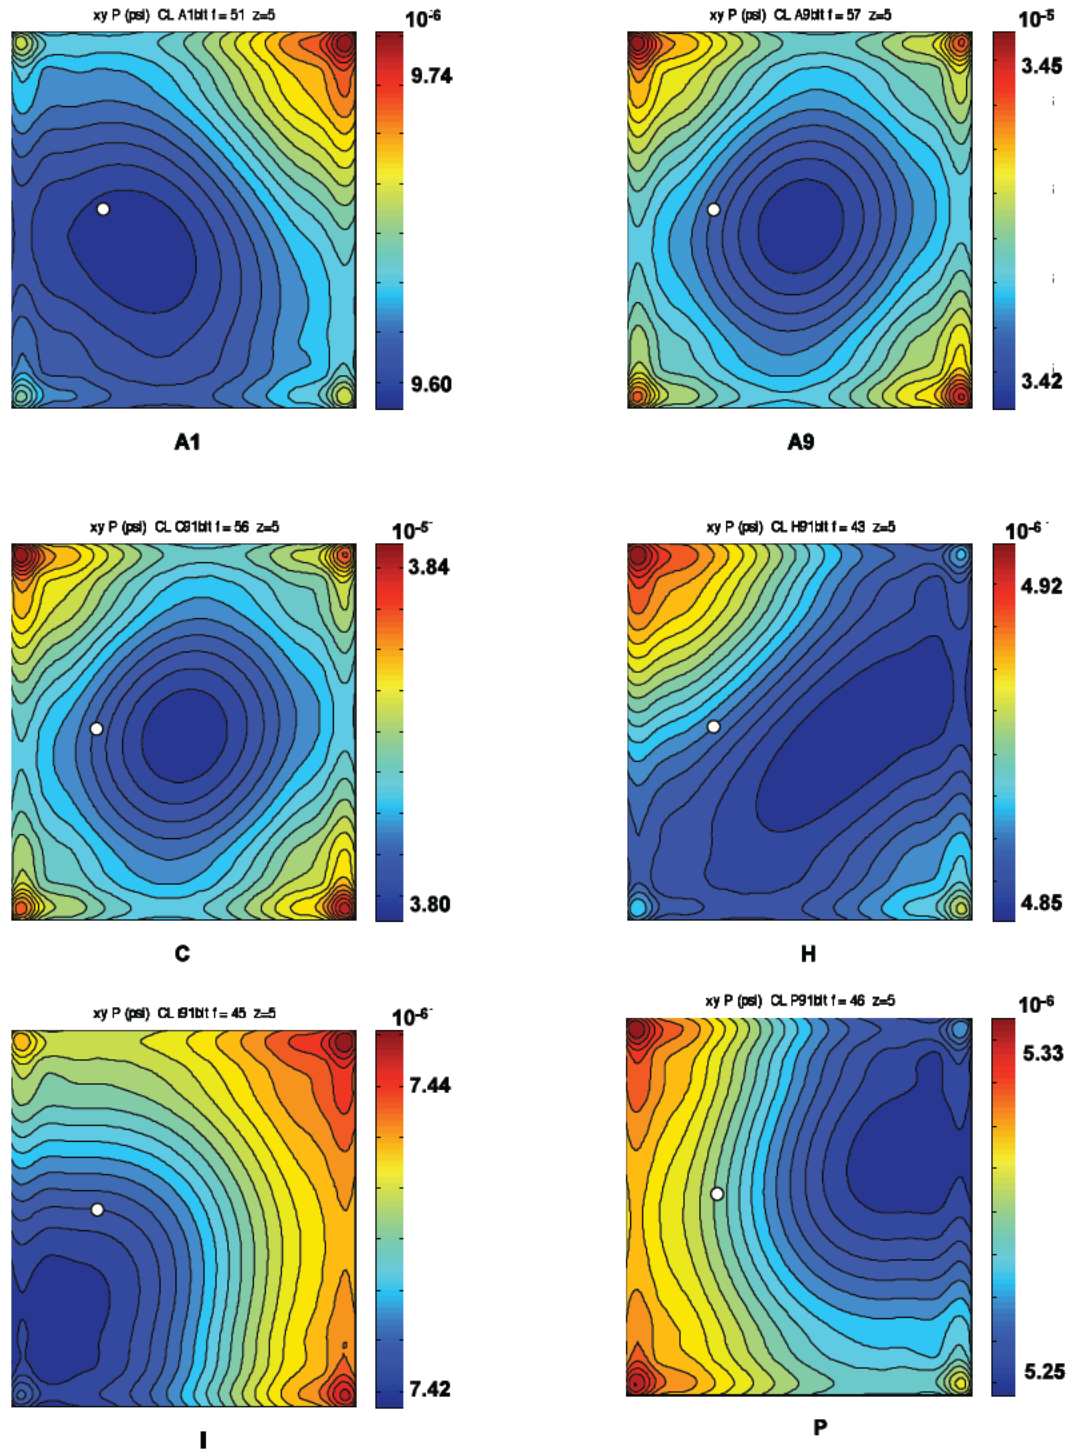 xy P (psi) CL A1bit f = 51 z=5
10-6
9.74
9.60
A1
xy P (psi) CL A9bit f = 57 z=5
10-5
3.45
3.42
A9
xy P (psi) CL C91bit f = 56 z=5
10-5
3.84
3.80
C
xy P (psi) CL H91bit f = 43 z=5
10-6
4.92
4.85
H
xy P (psi) CL I91bit f = 45 z=5
10-6
7.44
7.42
I
xy P (psi) CL P91bit f = 46 z=5
10-6
5.33
5.25
P